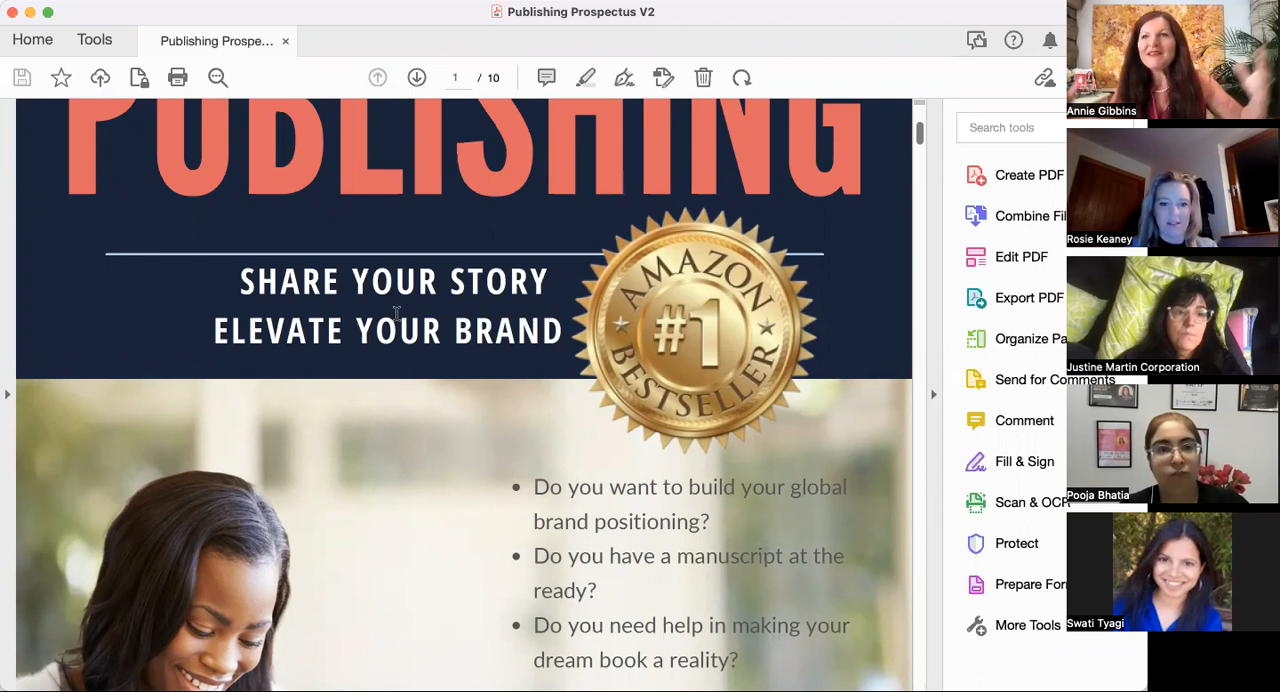 Publishing Prospectus V2
Home
Tools
Publishing Prospe...
1 / 10
PUBLISHING
SHARE YOUR STORY
ELEVATE YOUR BRAND
AMAZON
#1
BESTSELLER
• Do you want to build your global
brand positioning?
• Do you have a manuscript at the
ready?
• Do you need help in making your
dream book a reality?
Search tools
Create PDF
Combine Fil
Edit PDF
Export PDF
Organize Pa
Send for Comments
Comment
Fill & Sign
Scan & OCR
Protect
Prepare For
More Tools
Annie Gibbins
Rosie Keaney
Justine Martin Corporation
Pooja Bhatia
Swati Tyagi